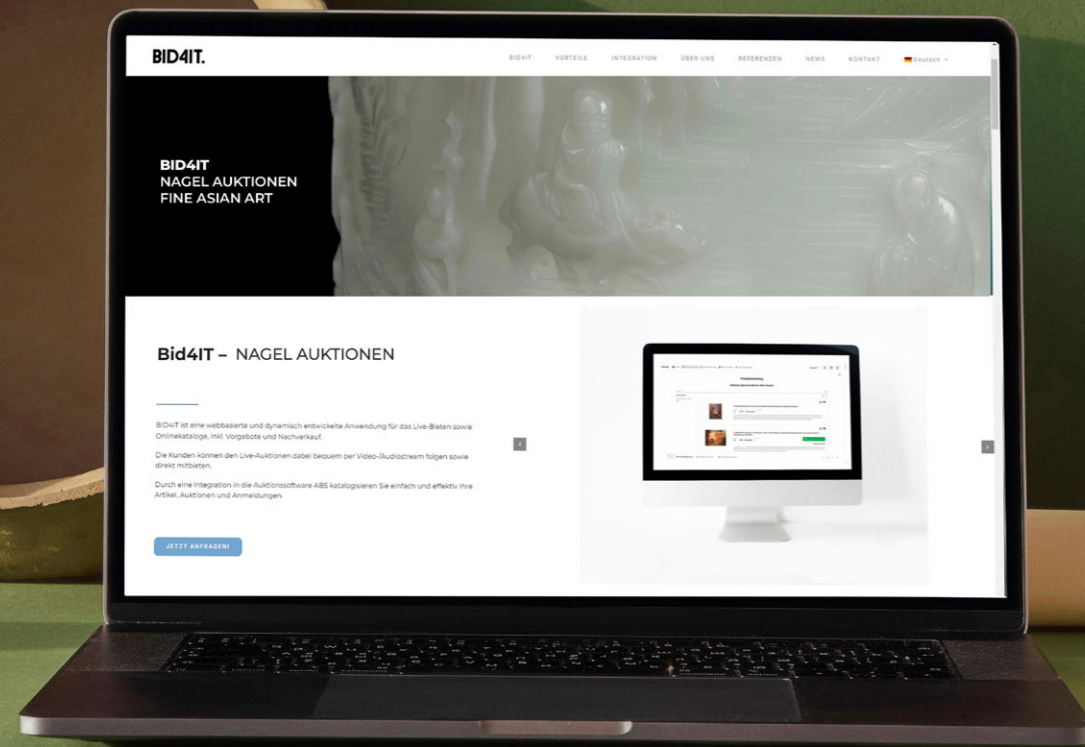 BID4IT.
BID4IT VORTEILE INTEGRATION ÜBER UNS REFERENZEN NEWS KONTAKT Deutsch
BID4IT
NAGEL AUKTIONEN
FINE ASIAN ART
Bid4IT – NAGEL AUKTIONEN
BID4IT ist eine webbasierte und dynamisch entwickelte Anwendung für das Live-Bieten sowie
Onlinekataloge, inkl. Vorgebote und Nachverkauf.
Die Kunden können den Live-Auktionen dabei bequem per Video-/Audiostream folgen sowie
direkt mitbieten.
Durch eine Integration in die Auktionssoftware ABS katalogisieren Sie einfach und effektiv Ihre
Artikel, Auktionen und Anmeldungen.
JETZT ANFRAGEN!